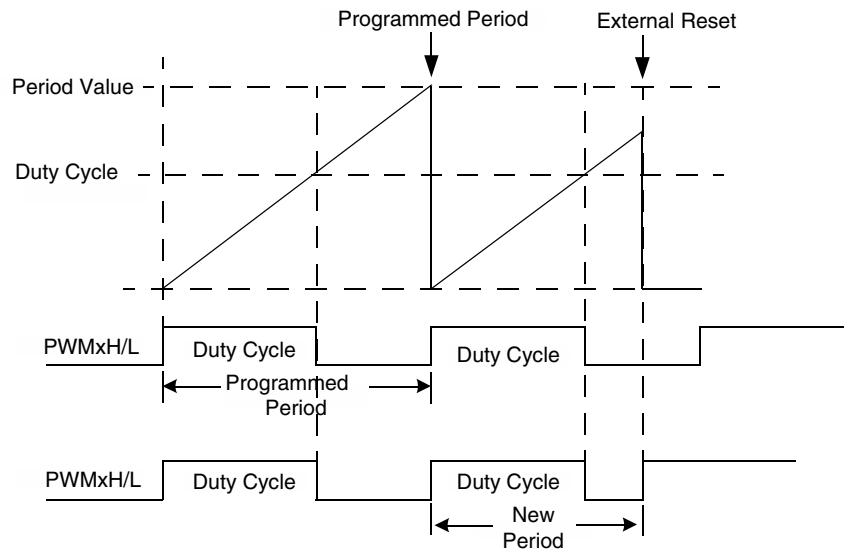 Programmed Period
External Reset
Period Value
Duty Cycle
PWMxH/L
Duty Cycle
Duty Cycle
Programmed
Period
PWMxH/L
Duty Cycle
Duty Cycle
New
Period